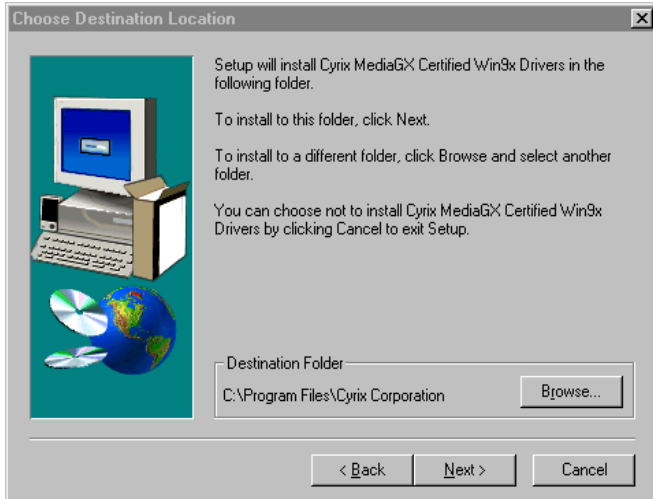 Choose Destination Location
Setup will install Cyrix MediaGX Certified Win9x Drivers in the
following folder.
To install to this folder, click Next.
To install to a different folder, click Browse and select another
folder.
You can choose not to install Cyrix MediaGX Certified Win9x
Drivers by clicking Cancel to exit Setup.
Destination Folder
C:\Program Files\Cyrix Corporation
Browse...
< Back
Next >
Cancel